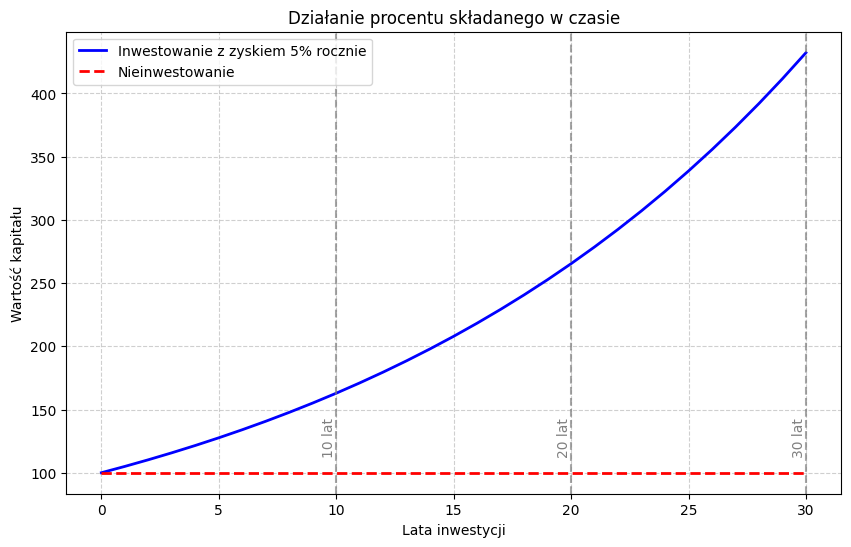 Działanie procentu składanego w czasie
Inwestowanie z zyskiem 5% rocznie
Nieinwestowanie
Wartość kapitału
400
350
300
250
200
150
100
10 lat
20 lat
30 lat
0
5
10
15
20
25
30
Lata inwestycji